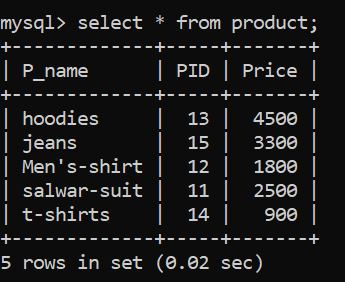 mysql> select * from product;
+-------------+-----+-------+
| P_name      | PID | Price |
+-------------+-----+-------+
| hoodies     |  13 |  4500 |
| jeans       |  15 |  3300 |
| Men's-shirt |  12 |  1800 |
| salwar-suit |  11 |  2500 |
| t-shirts    |  14 |   900 |
+-------------+-----+-------+
5 rows in set (0.02 sec)